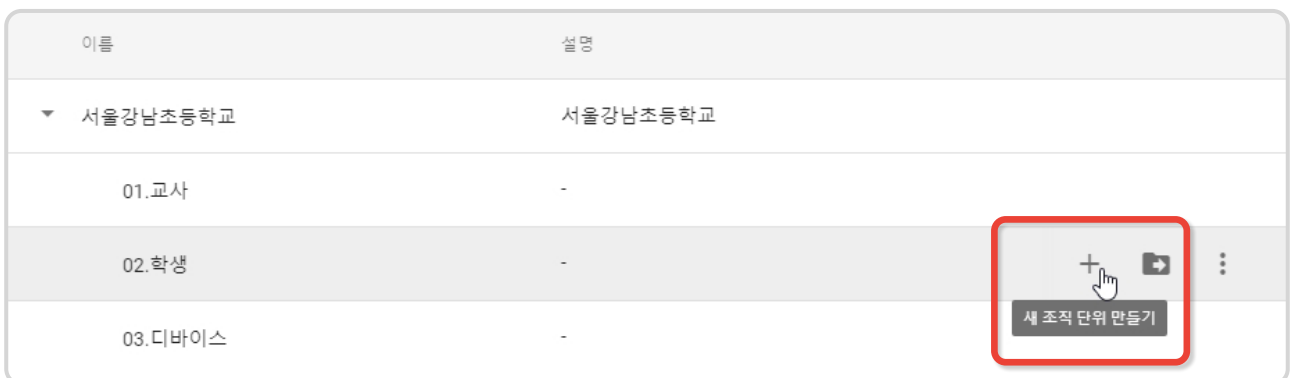 이름 설명
서울강남초등학교 서울강남초등학교
01.교사 -
02.학생 -
새 조직 단위 만들기
03.디바이스 -